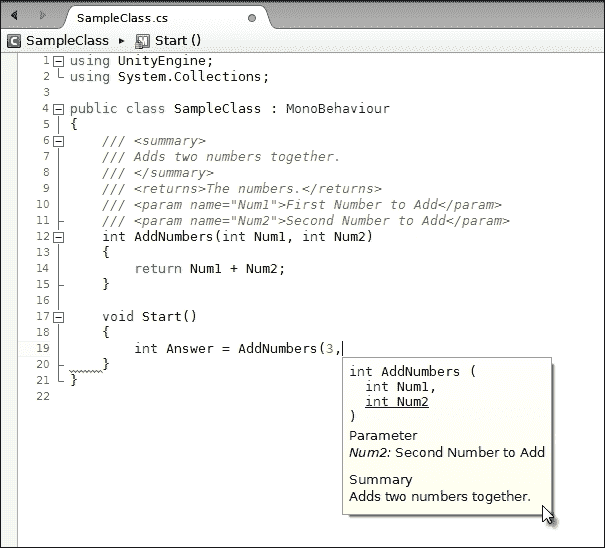 SampleClass.cs
SampleClass ▸ Start ()
1 using UnityEngine;
2 using System.Collections;
3
4 public class SampleClass : MonoBehaviour
5 {
6 /// <summary>
7 /// Adds two numbers together.
8 /// </summary>
9 /// <returns>The numbers.</returns>
10 /// <param name="Num1">First Number to Add</param>
11 /// <param name="Num2">Second Number to Add</param>
12 int AddNumbers(int Num1, int Num2)
13 {
14 return Num1 + Num2;
15 }
16
17 void Start()
18 {
19 int Answer = AddNumbers(3,
20 }
21 }
22
int AddNumbers (
int Num1,
int Num2
)
Parameter
Num2: Second Number to Add
Summary
Adds two numbers together.